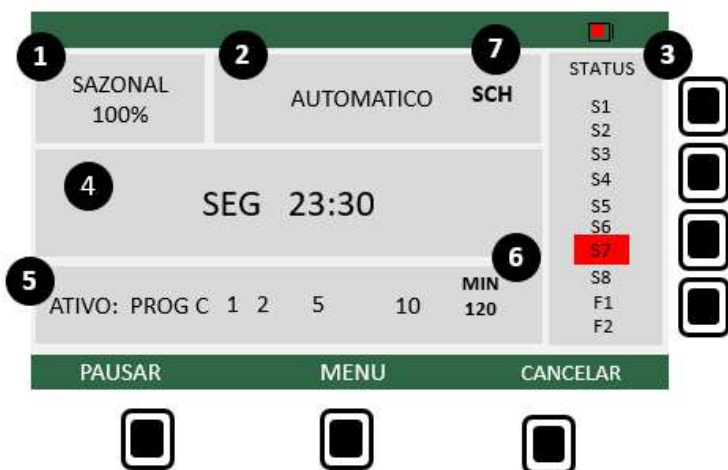 1
SAZONAL
100%
2
AUTOMATICO
7
SCH
3
STATUS
S1
S2
S3
S4
S5
S6
S7
S8
F1
F2
4
SEG 23:30
5
ATIVO: PROG C 1 2 5 10
6
MIN
120
PAUSAR MENU CANCELAR